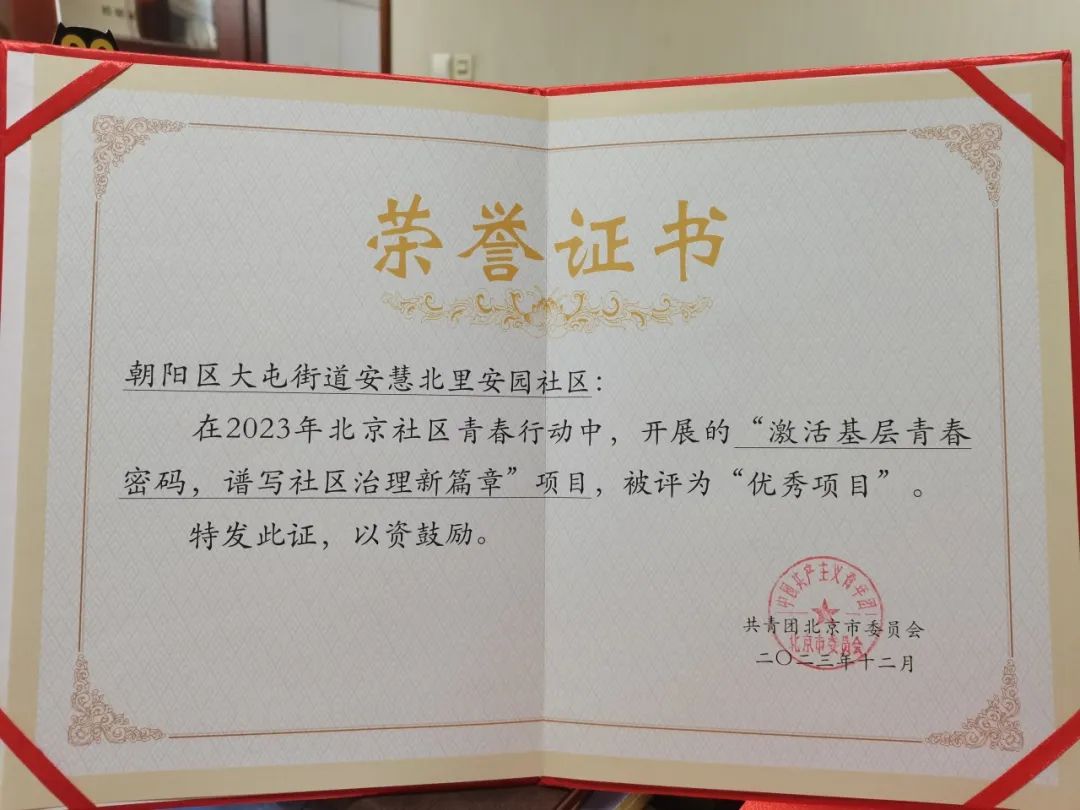 荣誉证书
朝阳区大屯街道安慧北里安园社区：
在2023年北京社区青春行动中，开展的“激活基层青春
密码，谱写社区治理新篇章”项目，被评为“优秀项目”。
特发此证，以资鼓励。
中国共产主义青年团
共青团北京市委员会
北京市委员会
二〇二三年十二月